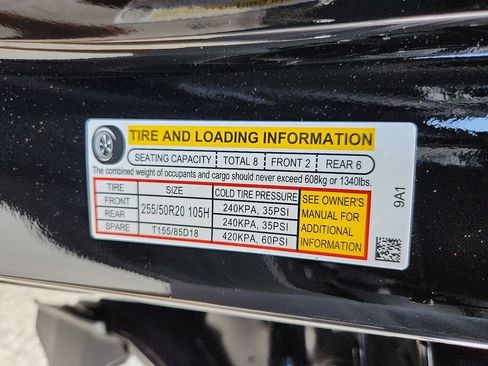 TIRE AND LOADING INFORMATION
SEATING CAPACITY TOTAL 8 FRONT 2 REAR 6
The combined weight of occupants and cargo should never exceed 608kg or 1340lbs.
TIRE SIZE COLD TIRE PRESSURE
FRONT 255/50R20 105H 240KPA, 35PSI
REAR 240KPA, 35PSI
SPARE T155/85D18 420KPA, 60PSI
SEE OWNER'S
MANUAL FOR
ADDITIONAL
INFORMATION
9A1